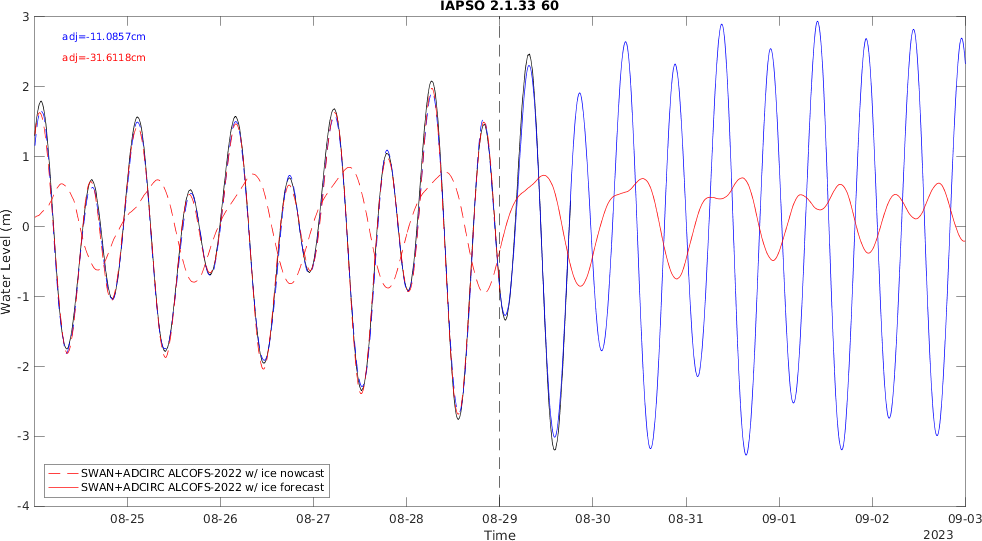 IAPSO 2.1.33 60
adj=-11.0857cm
adj=-31.6118cm
3
2
1
0
-1
-2
-3
-4
Water Level (m)
SWAN+ADCIRC ALCOFS-2022 w/ ice nowcast
SWAN+ADCIRC ALCOFS-2022 w/ ice forecast
08-25 08-26 08-27 08-28 08-29 08-30 08-31 09-01 09-02 09-03
Time
2023